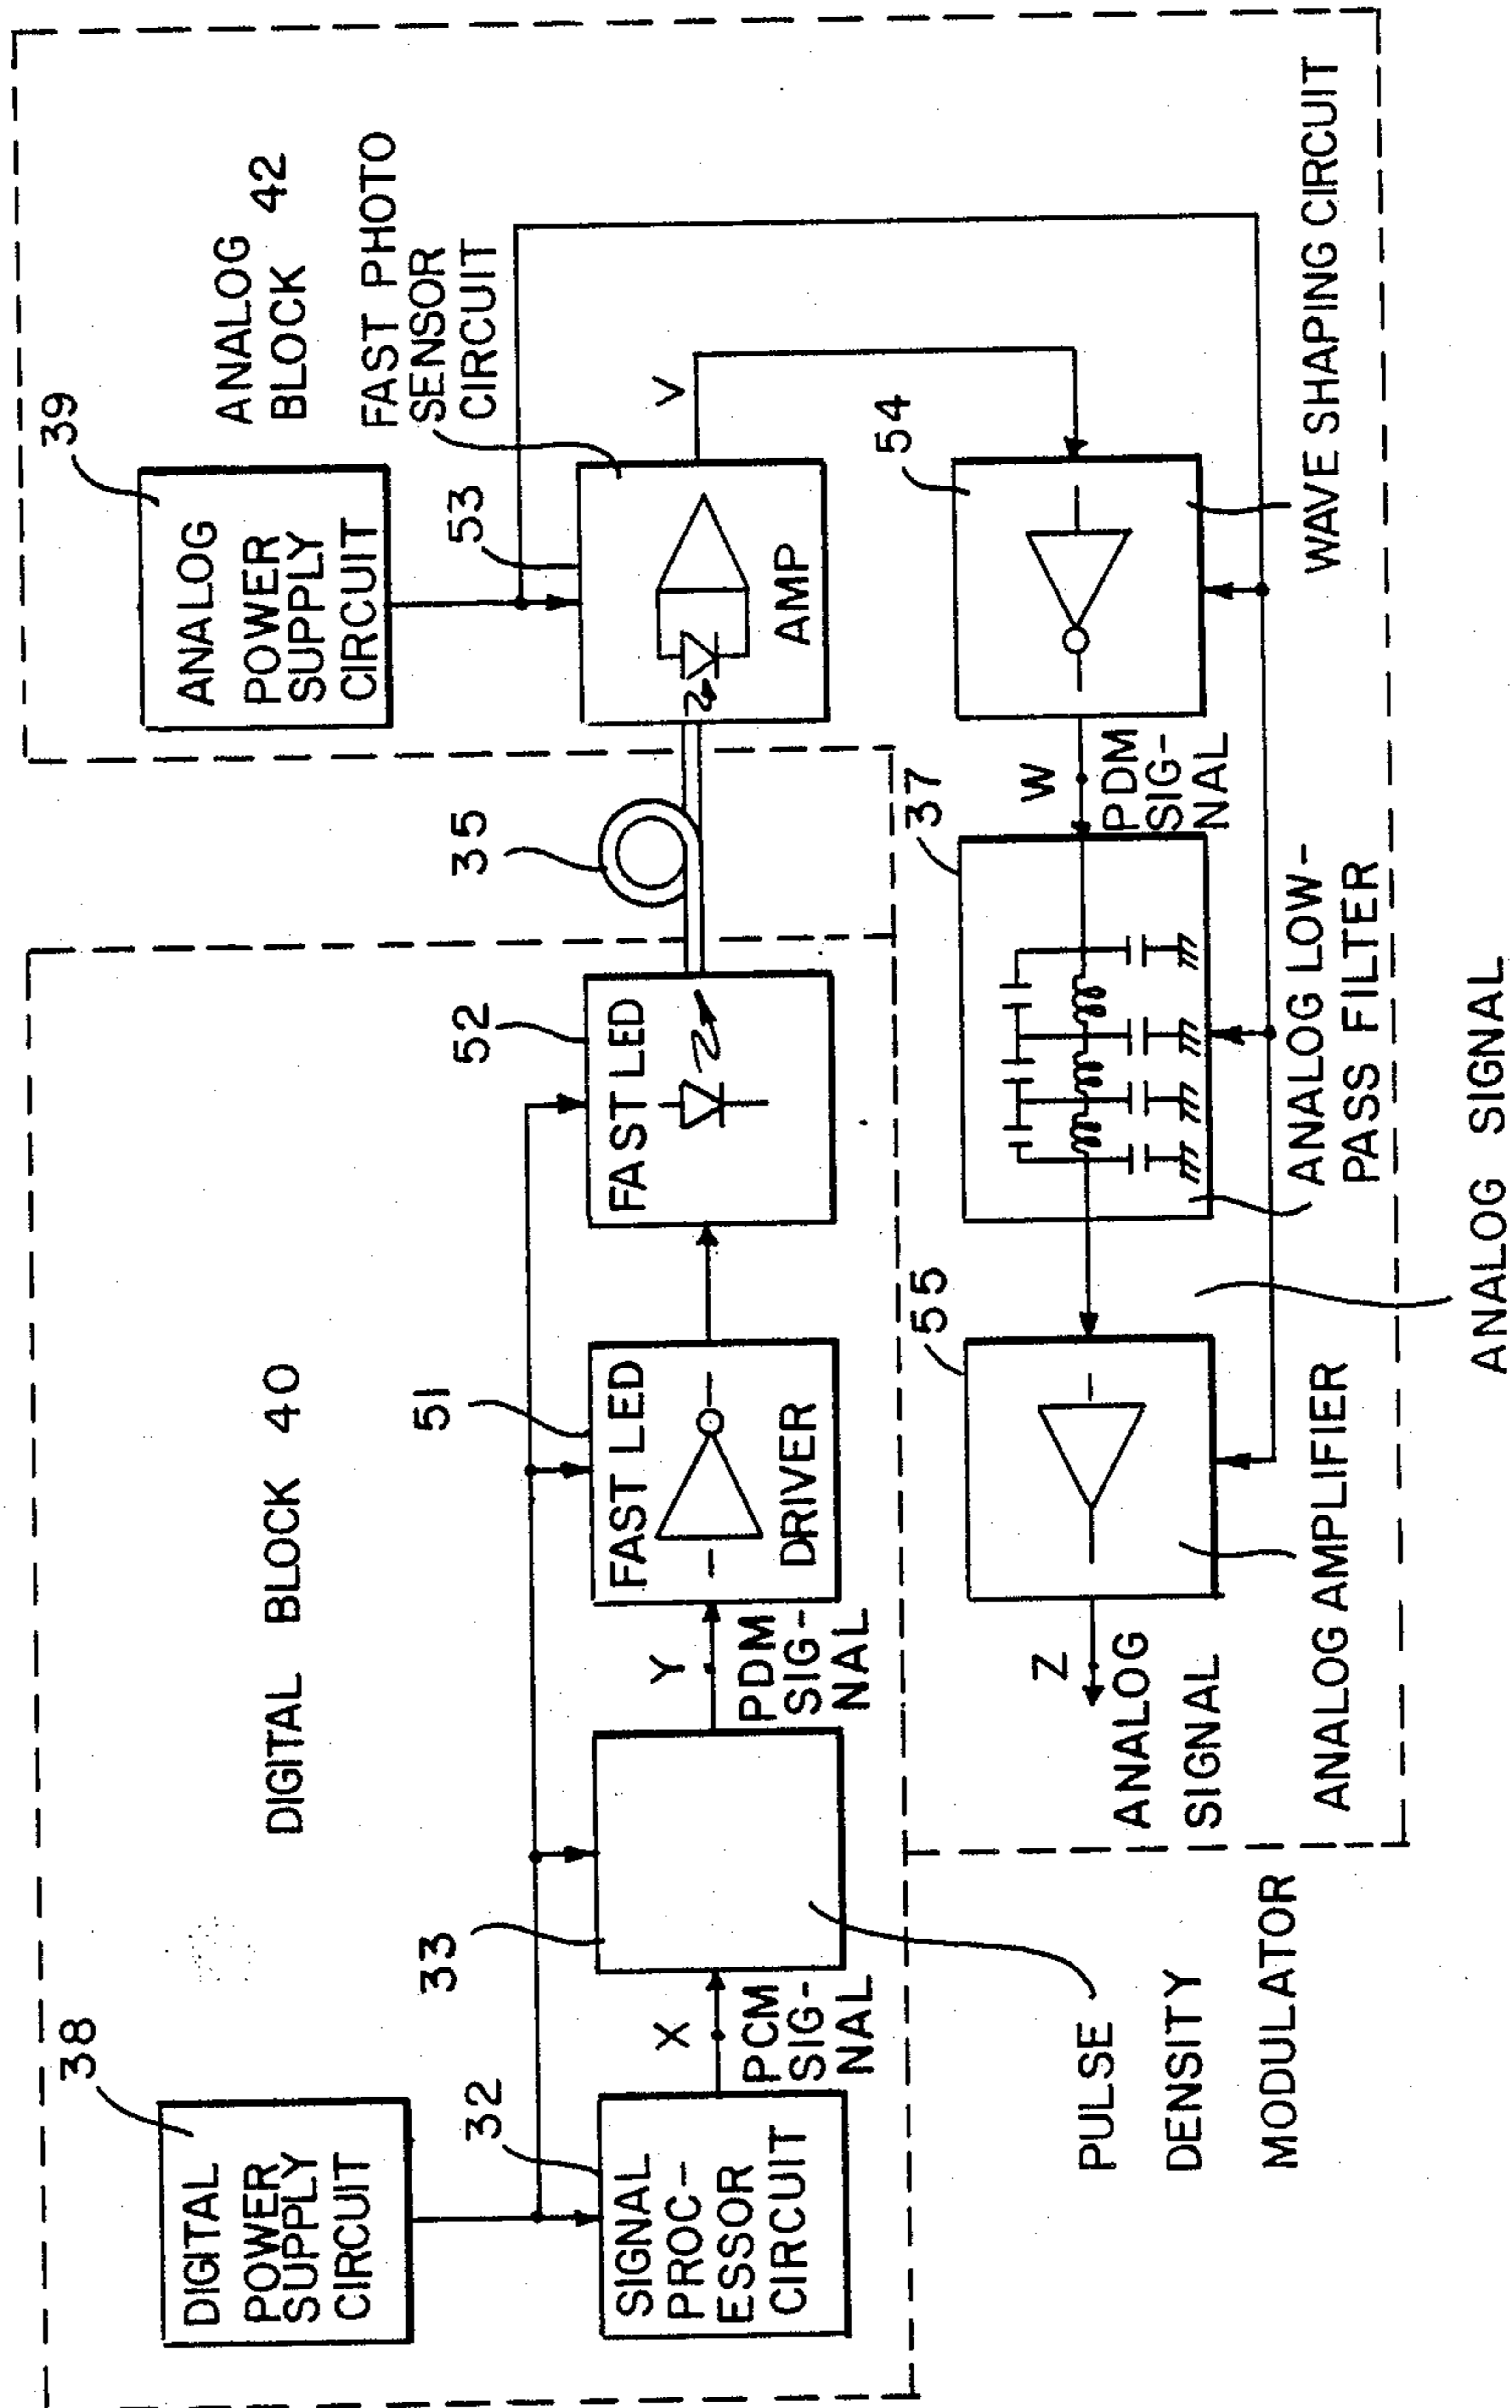 38
DIGITAL
POWER
SUPPLY
CIRCUIT
DIGITAL BLOCK 40
32
SIGNAL
PROC-
ESSOR
CIRCUIT
X
PCM
SIG-
NAL
33
Y
PDM
SIG-
NAL
51
FAST LED
DRIVER
52
FAST LED
35
39
ANALOG
POWER
SUPPLY
CIRCUIT
ANALOG
BLOCK 42
FAST PHOTO
SENSOR
CIRCUIT
53
AMP
V
54
WAVE SHAPING CIRCUIT
W
PDM
SIG-
NAL
37
ANALOG LOW-
PASS FILTER
ANALOG SIGNAL
55
ANALOG AMPLIFIER
Z
ANALOG
SIGNAL
PULSE
DENSITY
MODULATOR